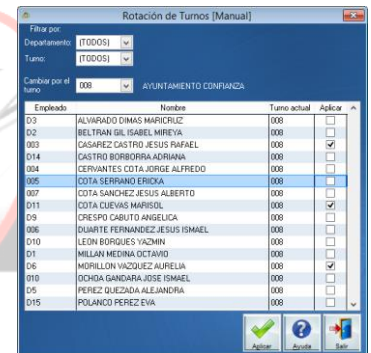 Rotación de Turnos [Manual]
Filtrar por:
Departamento: (TODOS)
Turno: (TODOS)
Cambiar por el turno 008 AYUNTAMIENTO CONFIANZA
Empleado Nombre Turno actual Aplicar
D3 ALVARADO DIMAS MARICRUZ 008
D2 BELTRAN GIL ISABEL MIREYA 008
003 CASAREZ CASTRO JESUS RAFAEL 008
D14 CASTRO BORBORRA ADRIANA 008
004 CERVANTES COTA JORGE ALFREDO 008
005 COTA SERRANO ERICKA 008
007 COTA SANCHEZ JESUS ALBERTO 008
D11 COTA CUEVAS MARISOL 008
D9 CRESPO CABUTO ANGELICA 008
006 DUARTE FERNANDEZ JESUS ISMAEL 008
D10 LEON BORQUES YAZMIN 008
D1 MILLAN MEDINA OCTAVIO 008
D6 MORILLON VAZQUEZ AURELIA 008
010 OCHOA GANDARA JOSE ISMAEL 008
D5 PEREZ QUEZADA ALEJANDRA 008
D15 POLANCO PEREZ EVA 008
Aplicar Ayuda Salir